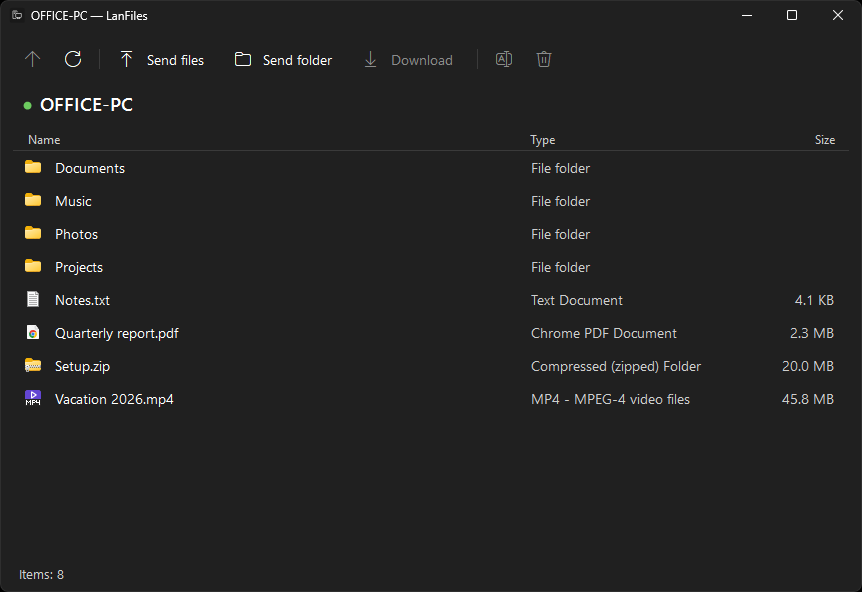 OFFICE-PC — LanFiles
Send files Send folder Download
OFFICE-PC
Name Type Size
Documents File folder
Music File folder
Photos File folder
Projects File folder
Notes.txt Text Document 4.1 KB
Quarterly report.pdf Chrome PDF Document 2.3 MB
Setup.zip Compressed (zipped) Folder 20.0 MB
MP4 Vacation 2026.mp4 MP4 - MPEG-4 video files 45.8 MB
Items: 8